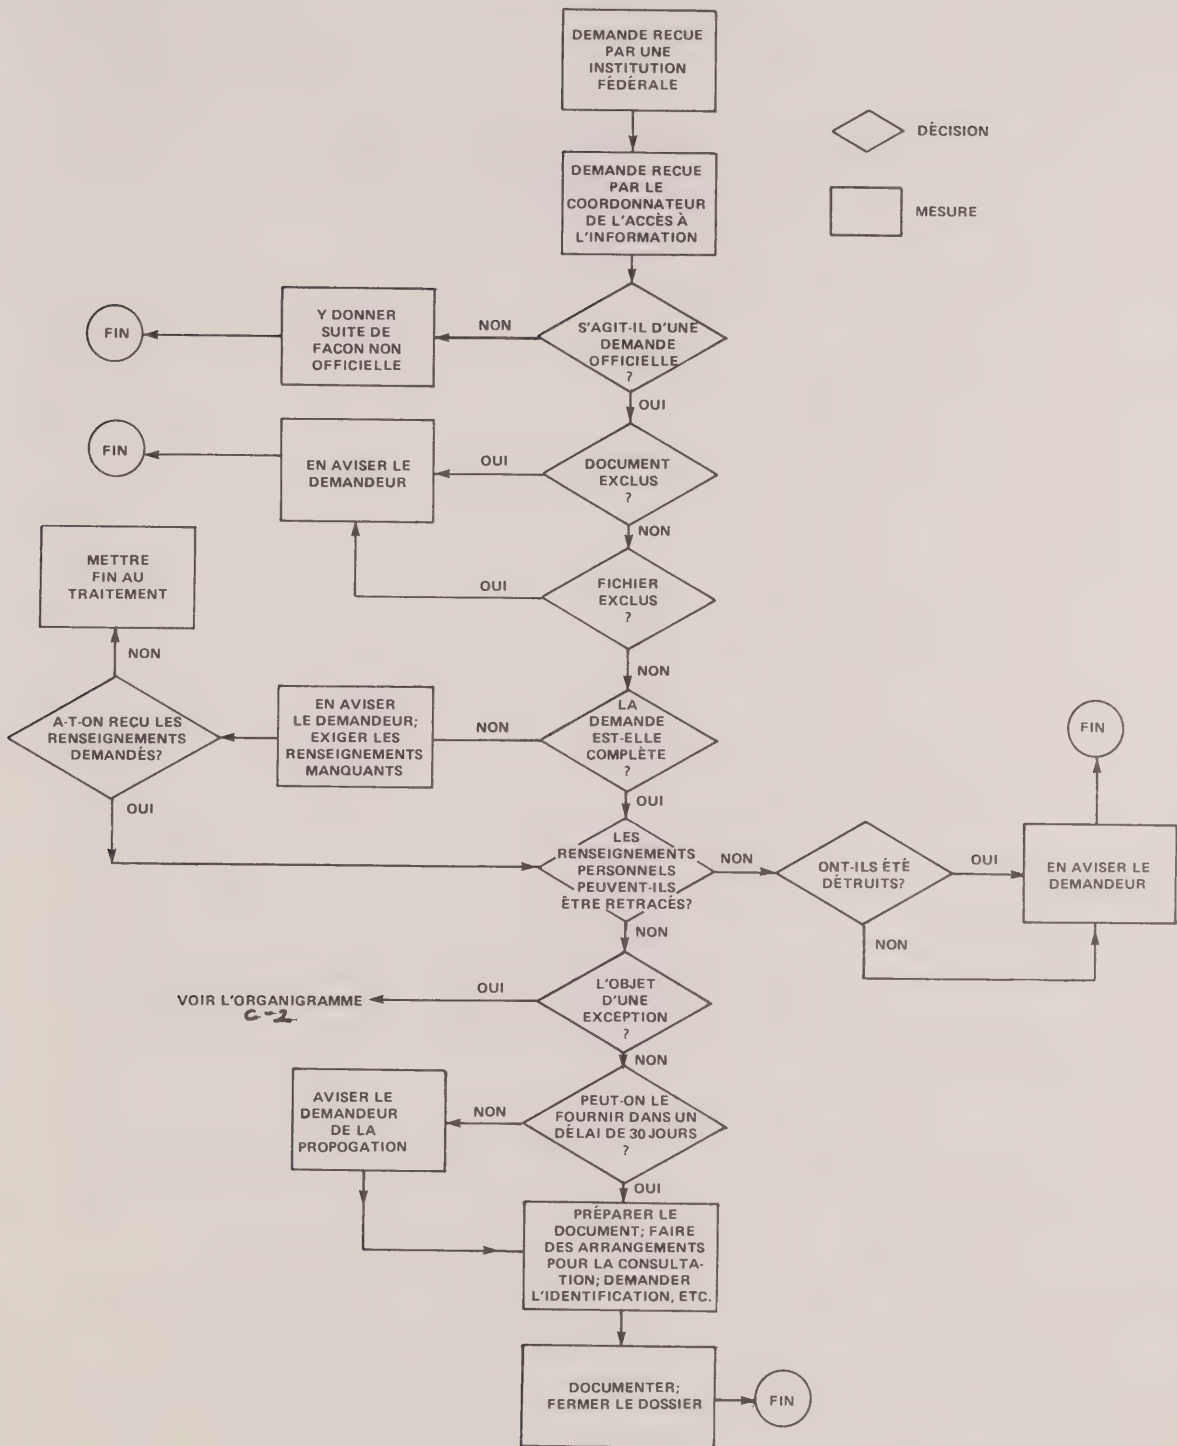 DEMANDE RECUE
PAR UNE
INSTITUTION
FÉDÉRALE
DÉCISION
DEMANDE RECUE
PAR LE
COORDONNATEUR
DE L'ACCÈS À
L'INFORMATION
MESURE
S'AGIT-IL D'UNE
DEMANDE
OFFICIELLE
?
NON
Y DONNER
SUITE DE
FACON NON
OFFICIELLE
FIN
OUI
DOCUMENT
EXCLUS
?
OUI
EN AVISER LE
DEMANDEUR
FIN
NON
FICHIER
EXCLUS
?
OUI
NON
LA
DEMANDE
EST-ELLE
COMPLÈTE
?
NON
EN AVISER
LE DEMANDEUR;
EXIGER LES
RENSEIGNEMENTS
MANQUANTS
A-T-ON REÇU LES
RENSEIGNEMENTS
DEMANDÉS?
NON
METTRE
FIN AU
TRAITEMENT
OUI
OUI
LES
RENSEIGNEMENTS
PERSONNELS
PEUVENT-ILS
ÊTRE RETRACÉS?
NON
ONT-ILS ÉTÉ
DÉTRUITS?
OUI
EN AVISER LE
DEMANDEUR
FIN
NON
NON
L'OBJET
D'UNE
EXCEPTION
?
OUI
VOIR L'ORGANIGRAMME
C-2
NON
PEUT-ON LE
FOURNIR DANS UN
DÉLAI DE 30 JOURS
?
NON
AVISER LE
DEMANDEUR
DE LA
PROPOGATION
OUI
PRÉPARER LE
DOCUMENT; FAIRE
DES ARRANGEMENTS
POUR LA CONSULTA-
TION; DEMANDER
L'IDENTIFICATION, ETC.
DOCUMENTER;
FERMER LE DOSSIER
FIN